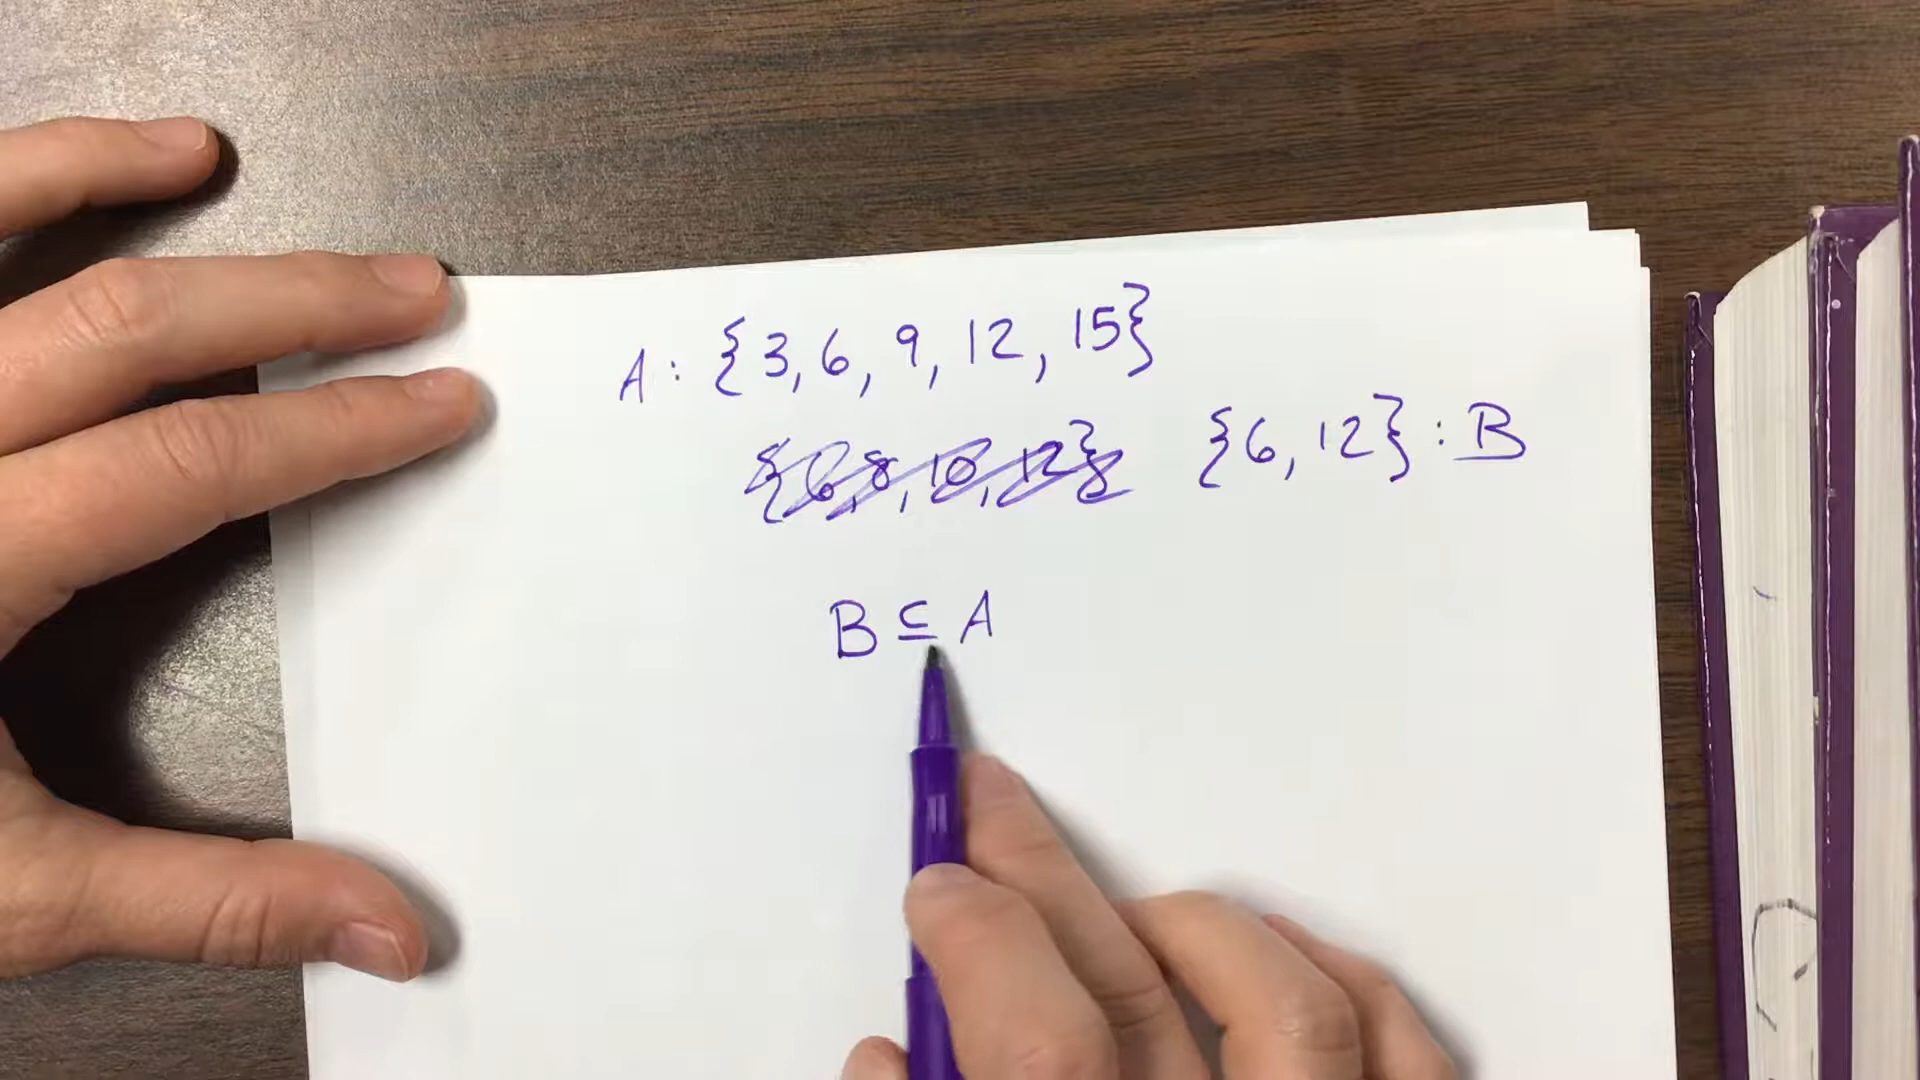 A: {3, 6, 9, 12, 15}
{6, 8, 10, 12} {6, 12} : B
B ⊆ A